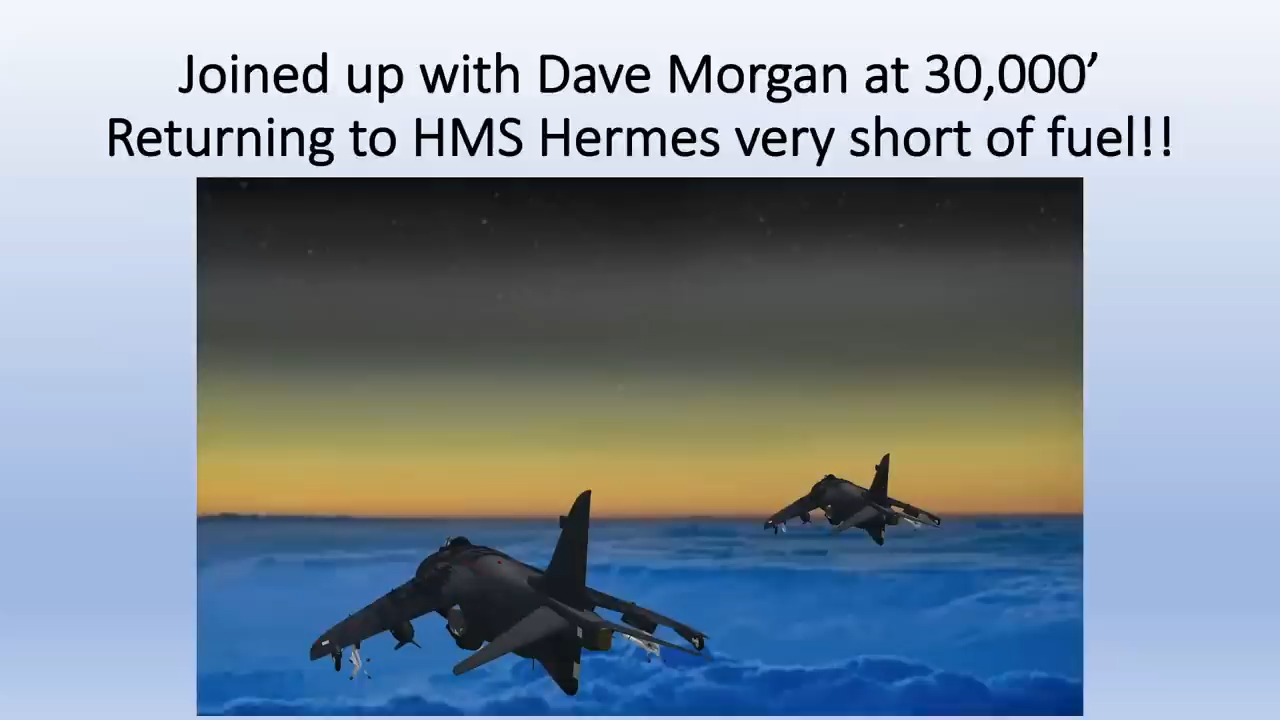 Joined up with Dave Morgan at 30,000’
Returning to HMS Hermes very short of fuel!!